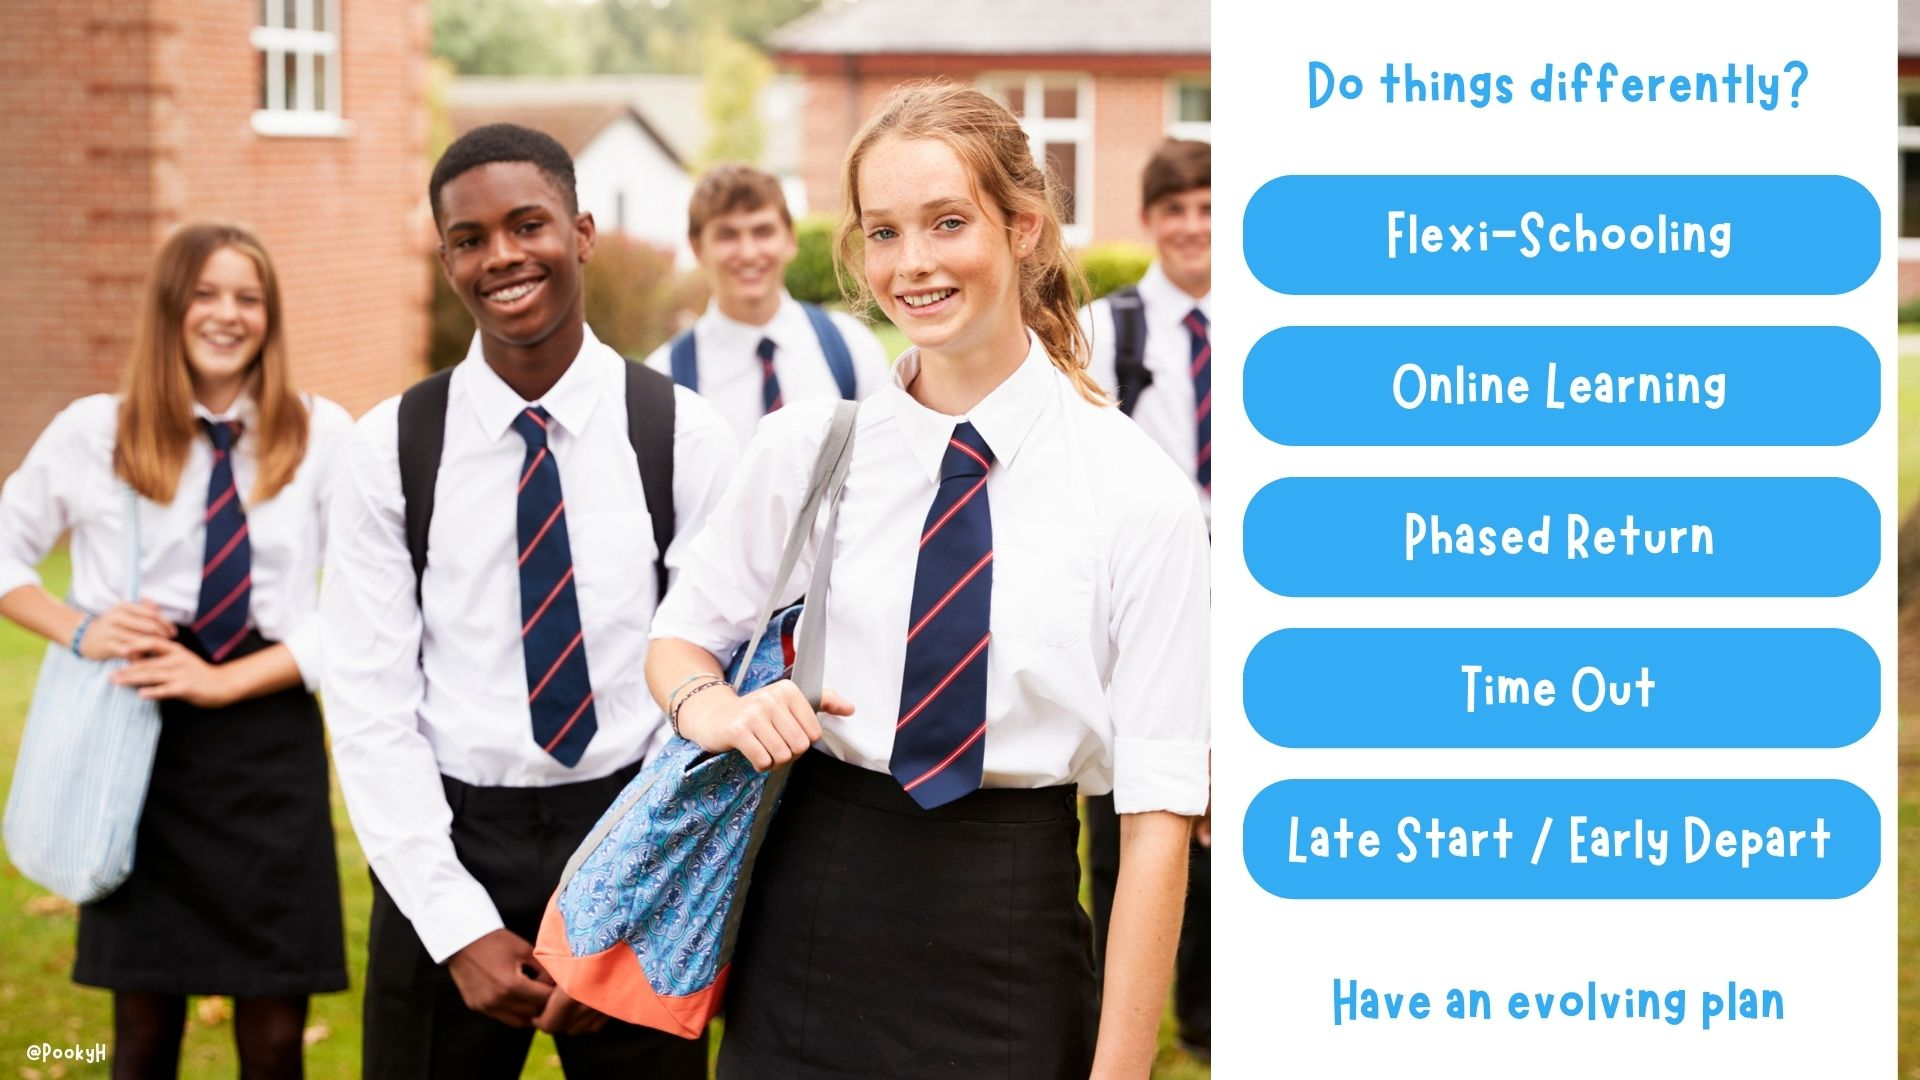 Do things differently?
Flexi-Schooling
Online Learning
Phased Return
Time Out
Late Start / Early Depart
Have an evolving plan
@PookyH